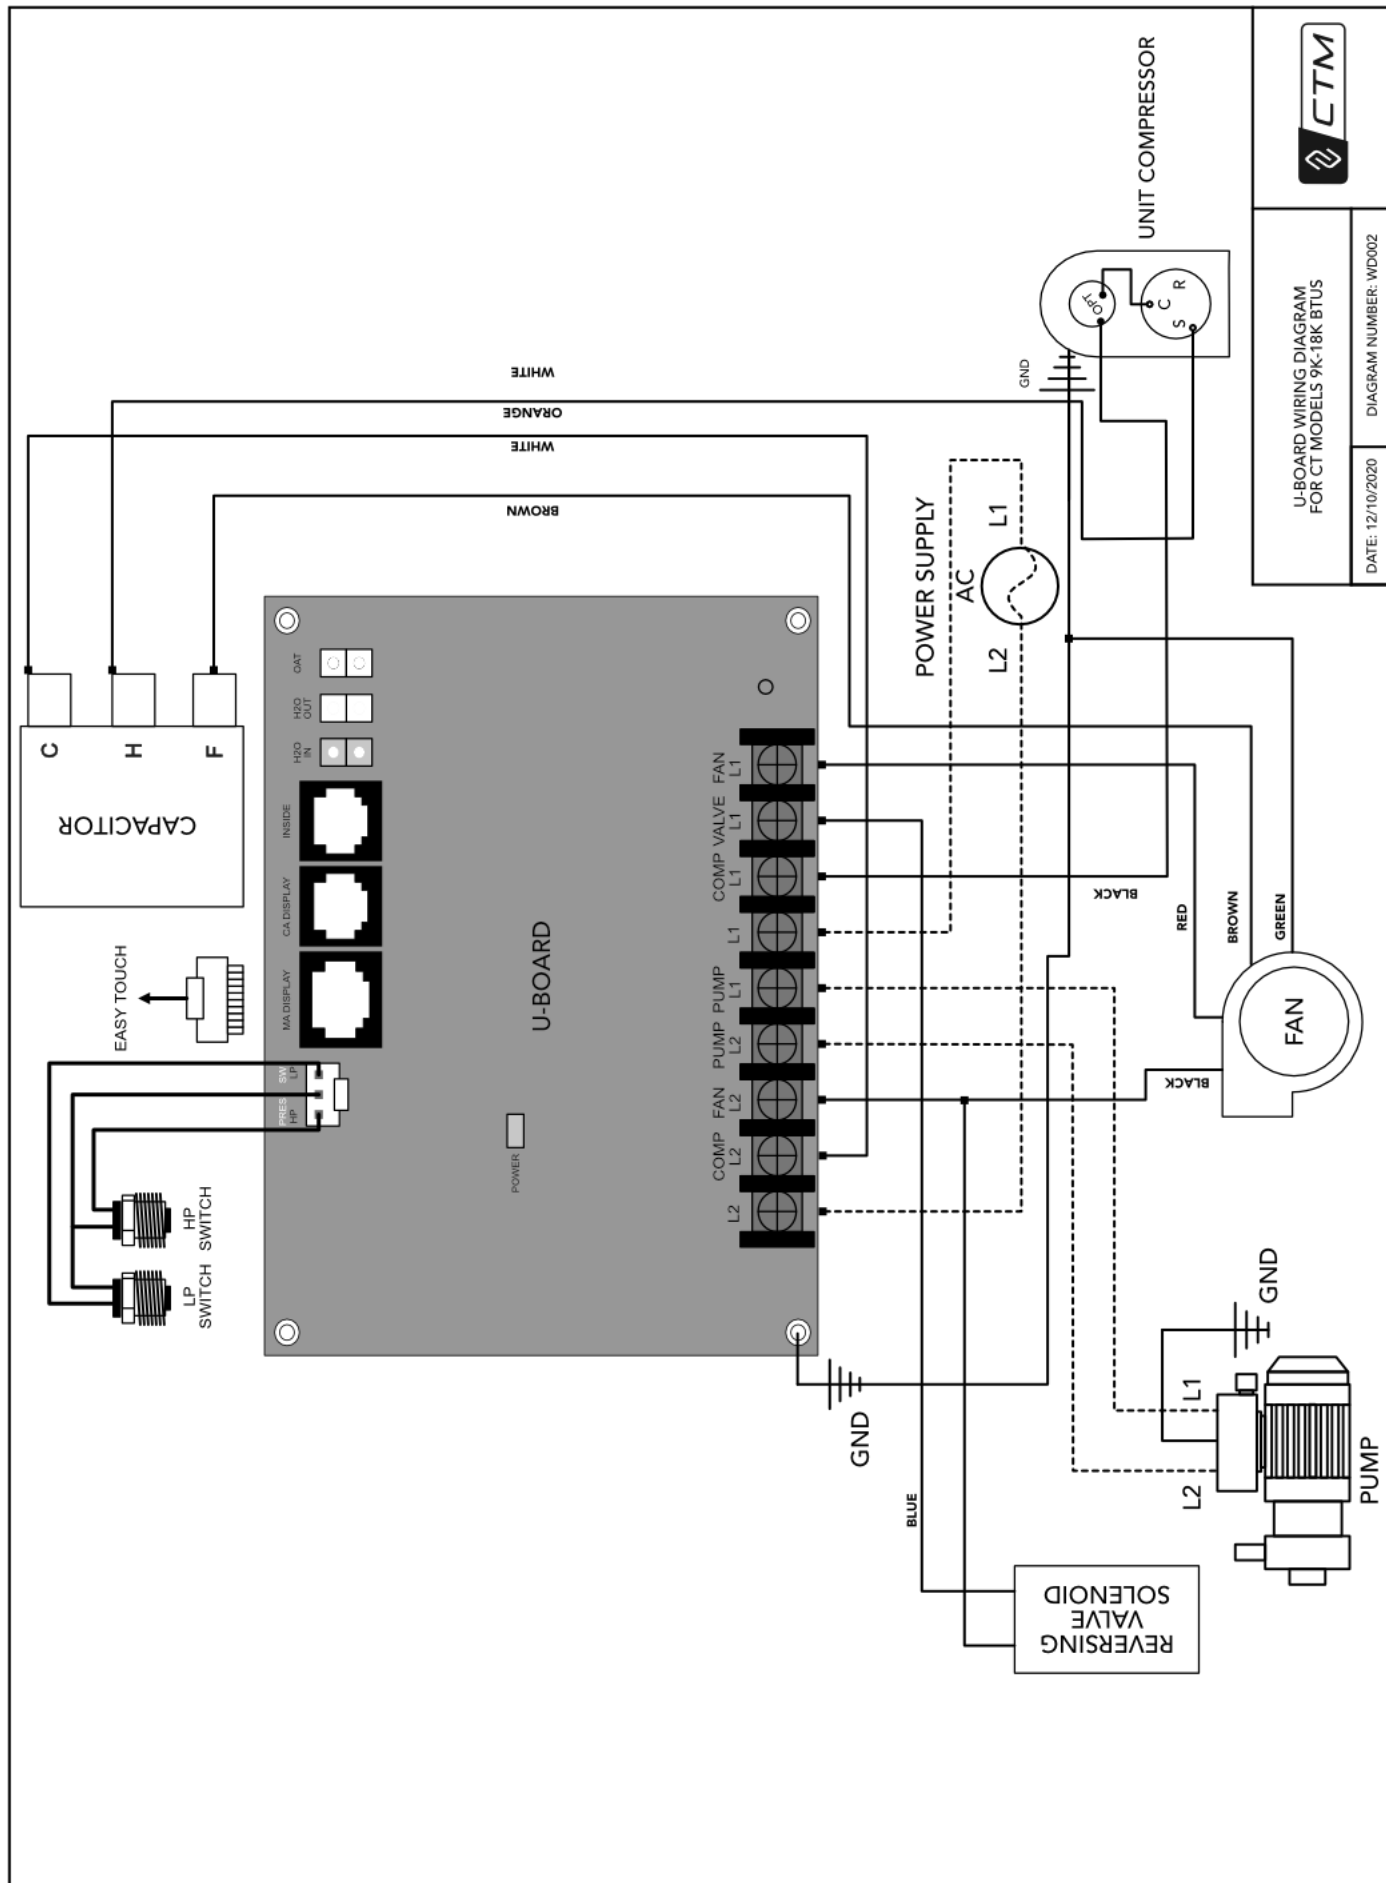 CAPACITOR
C
H
F
EASY TOUCH
HP
SWITCH
LP
SWITCH
WHITE
ORANGE
WHITE
BROWN
PRES SW
HP LP
MA DISPLAY
CA DISPLAY
INSIDE
H2O
IN
H2O
OUT
OAT
U-BOARD
POWER
L2
COMP
L2
FAN
L2
PUMP
L2
PUMP
L1
L1
COMP
L1
VALVE
L1
FAN
L1
GND
BLUE
REVERSING
VALVE
SOLENOID
POWER SUPPLY
AC
L2
L1
BLACK
RED
BROWN
GREEN
BLACK
FAN
L2
L1
GND
PUMP
GND
OPT
C
S
R
UNIT COMPRESSOR
U-BOARD WIRING DIAGRAM
FOR CT MODELS 9K-18K BTUS
DATE: 12/10/2020
DIAGRAM NUMBER: WD002
CTM